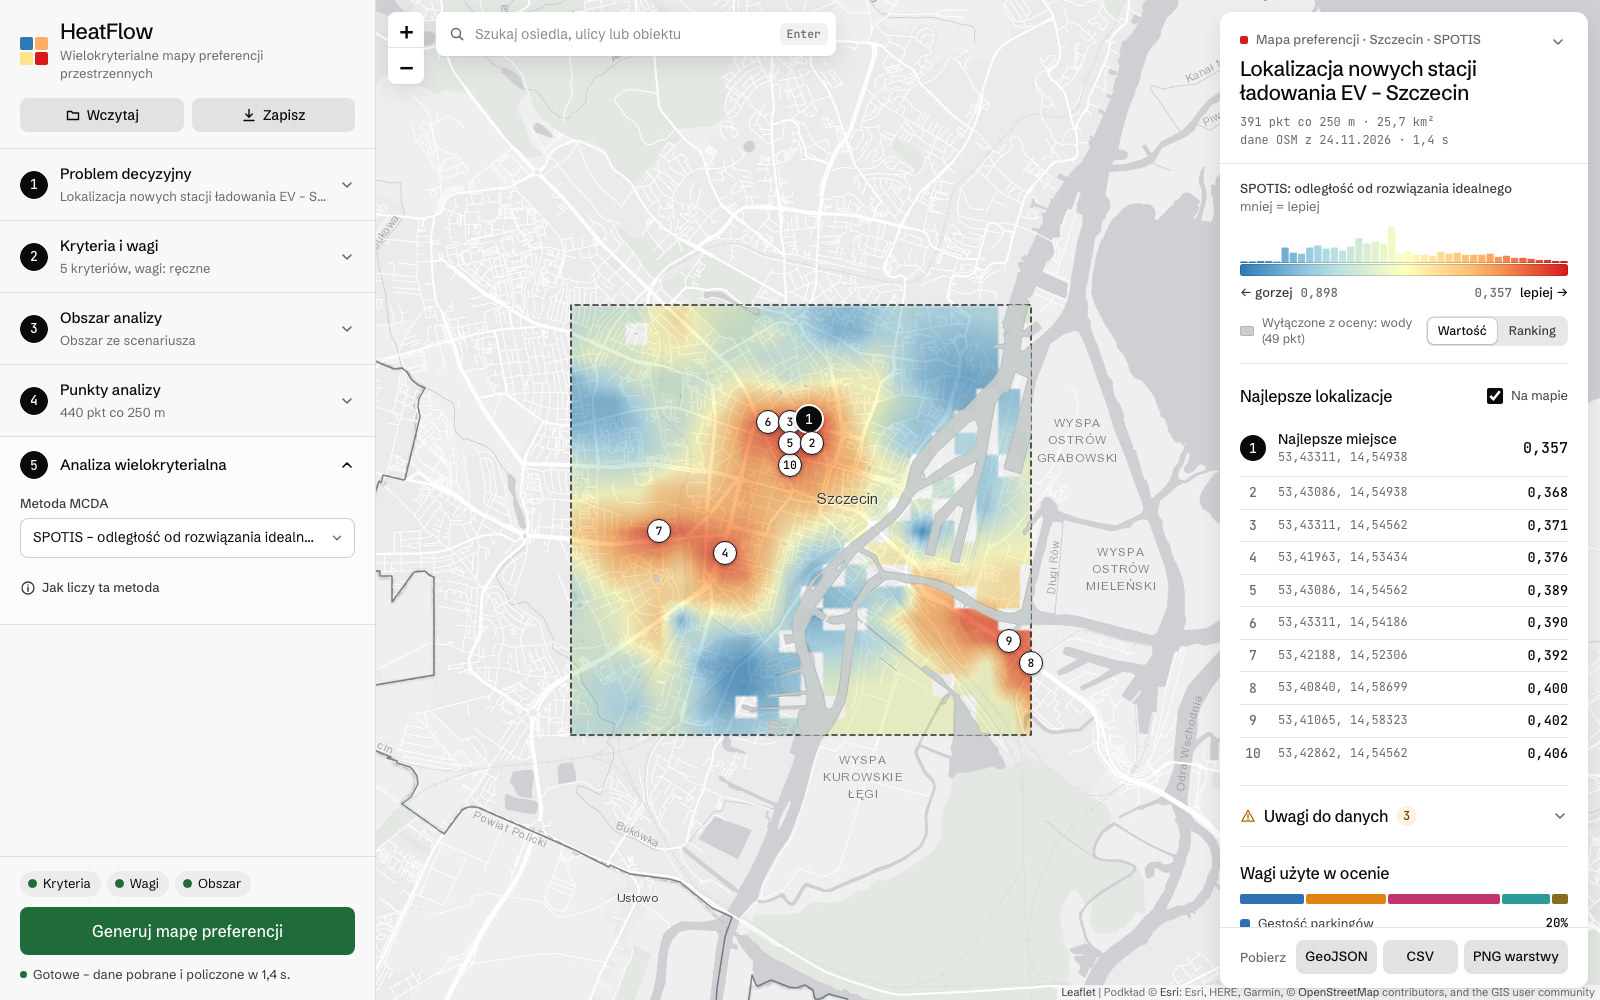 HeatFlow
Wielokryterialne mapy preferencji
przestrzennych
Wczytaj
Zapisz
1
Problem decyzyjny
Lokalizacja nowych stacji ładowania EV – S...
2
Kryteria i wagi
5 kryteriów, wagi: ręczne
3
Obszar analizy
Obszar ze scenariusza
4
Punkty analizy
440 pkt co 250 m
5
Analiza wielokryterialna
Metoda MCDA
SPOTIS – odległość od rozwiązania idealn...
Jak liczy ta metoda
Kryteria
Wagi
Obszar
Generuj mapę preferencji
Gotowe – dane pobrane i policzone w 1,4 s.
+
−
Szukaj osiedla, ulicy lub obiektu
Enter
Kanał
6
3
1
5
2
10
7
4
9
8
Szczecin
WYSPA
OSTRÓW
GRABOWSKI
WYSPA
OSTRÓW
MIELEŃSKI
Długi Rów
WYSPA
KUROWSKIE
ŁĘGI
Odra Wschodnia
Powiat Policki
Bukówka
Ustowo
Mapa preferencji · Szczecin · SPOTIS
Lokalizacja nowych stacji
ładowania EV – Szczecin
391 pkt co 250 m · 25,7 km²
dane OSM z 24.11.2026 · 1,4 s
SPOTIS: odległość od rozwiązania idealnego
mniej = lepiej
← gorzej 0,898
0,357 lepiej →
Wyłączone z oceny: wody
(49 pkt)
Wartość
Ranking
Najlepsze lokalizacje
Na mapie
1
Najlepsze miejsce
53,43311, 14,54938
0,357
2 53,43086, 14,54938 0,368
3 53,43311, 14,54562 0,371
4 53,41963, 14,53434 0,376
5 53,43086, 14,54562 0,389
6 53,43311, 14,54186 0,390
7 53,42188, 14,52306 0,392
8 53,40840, 14,58699 0,400
9 53,41065, 14,58323 0,402
10 53,42862, 14,54562 0,406
Uwagi do danych 3
Wagi użyte w ocenie
Gęstość parkingów 20%
Pobierz
GeoJSON
CSV
PNG warstwy
Leaflet | Podkład © Esri: Esri, HERE, Garmin, © OpenStreetMap contributors, and the GIS user community